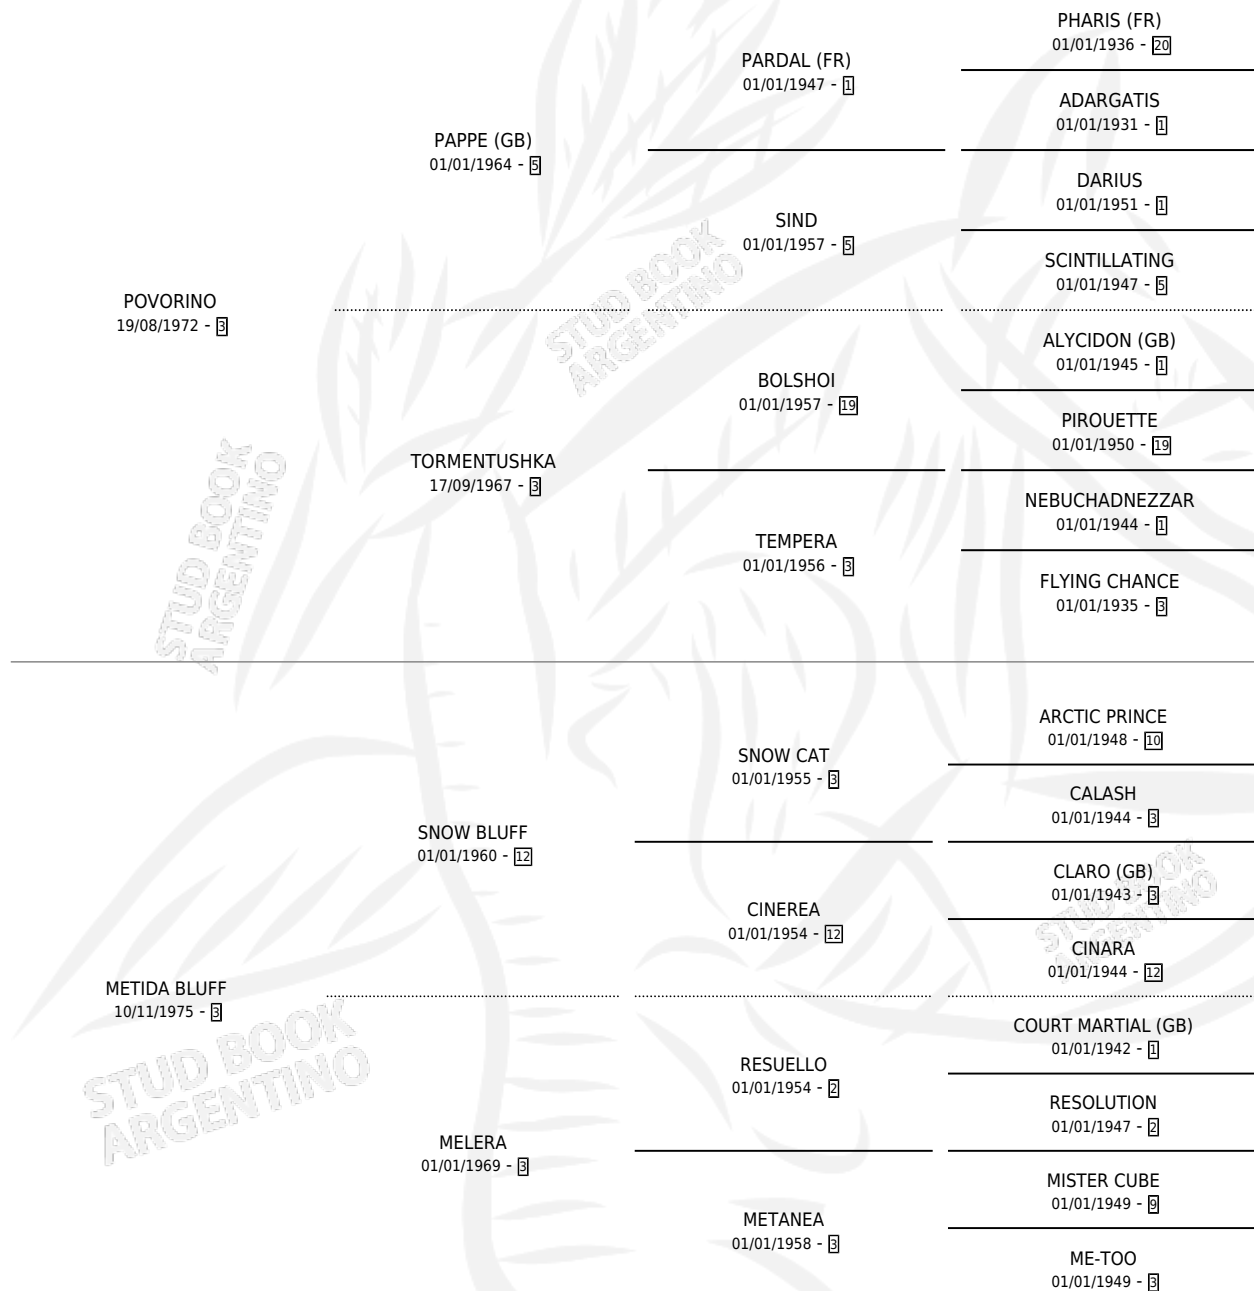 PHARIS (FR)
01/01/1936 - 20
PARDAL (FR)
01/01/1947 - 1
ADARGATIS
01/01/1931 - 1
PAPPE (GB)
01/01/1964 - 5
DARIUS
01/01/1951 - 1
SIND
01/01/1957 - 5
SCINTILLATING
01/01/1947 - 5
POVORINO
19/08/1972 - 3
ALYCIDON (GB)
01/01/1945 - 1
BOLSHOI
01/01/1957 - 19
PIROUETTE
01/01/1950 - 19
TORMENTUSHKA
17/09/1967 - 3
NEBUCHADNEZZAR
01/01/1944 - 1
TEMPERA
01/01/1956 - 3
FLYING CHANCE
01/01/1935 - 3
STUD BOOK
ARGENTINO
STUD BOOK
ARGENTINO
ARCTIC PRINCE
01/01/1948 - 10
SNOW CAT
01/01/1955 - 3
CALASH
01/01/1944 - 3
SNOW BLUFF
01/01/1960 - 12
CLARO (GB)
01/01/1943 - 3
CINEREA
01/01/1954 - 12
CINARA
01/01/1944 - 12
METIDA BLUFF
10/11/1975 - 3
COURT MARTIAL (GB)
01/01/1942 - 1
RESUELLO
01/01/1954 - 2
RESOLUTION
01/01/1947 - 2
MELERA
01/01/1969 - 3
MISTER CUBE
01/01/1949 - 9
METANEA
01/01/1958 - 3
ME-TOO
01/01/1949 - 3
STUD BOOK
ARGENTINO
STUD BOOK
ARGENTINO